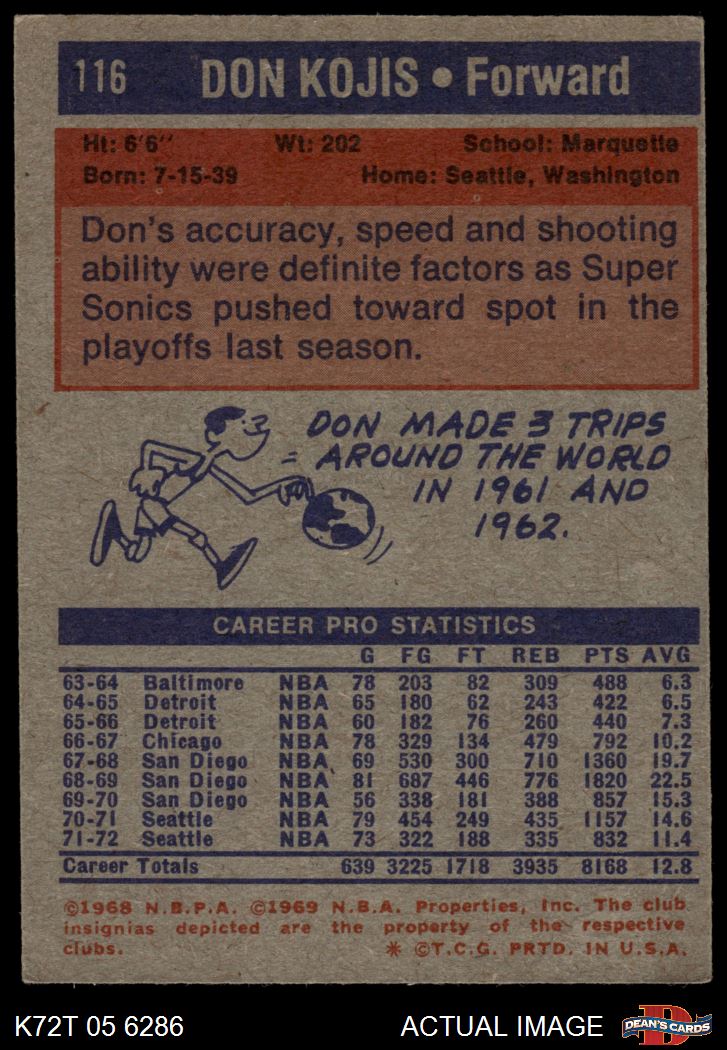 116 DON KOJIS • Forward
Ht: 6'6" Wt: 202 School: Marquette
Born: 7-15-39 Home: Seattle, Washington
Don's accuracy, speed and shooting
ability were definite factors as Super
Sonics pushed toward spot in the
playoffs last season.
DON MADE 3 TRIPS
AROUND THE WORLD
IN 1961 AND
1962.
CAREER PRO STATISTICS
G FG FT REB PTS AVG
63-64 Baltimore NBA 78 203 82 309 488 6.3
64-65 Detroit NBA 65 180 62 243 422 6.5
65-66 Detroit NBA 60 182 76 260 440 7.3
66-67 Chicago NBA 78 329 134 479 792 10.2
67-68 San Diego NBA 69 530 300 710 1360 19.7
68-69 San Diego NBA 81 687 446 776 1820 22.5
69-70 San Diego NBA 56 338 181 388 857 15.3
70-71 Seattle NBA 79 454 249 435 1157 14.6
71-72 Seattle NBA 73 322 188 335 832 11.4
Career Totals 639 3225 1718 3935 8168 12.8
©1968 N.B.P.A. ©1969 N.B.A. Properties, Inc. The club
insignias depicted are the property of the respective
clubs. * ©T.C.G. PRTD. IN U.S.A.
K72T 05 6286 ACTUAL IMAGE DEAN'S CARDS